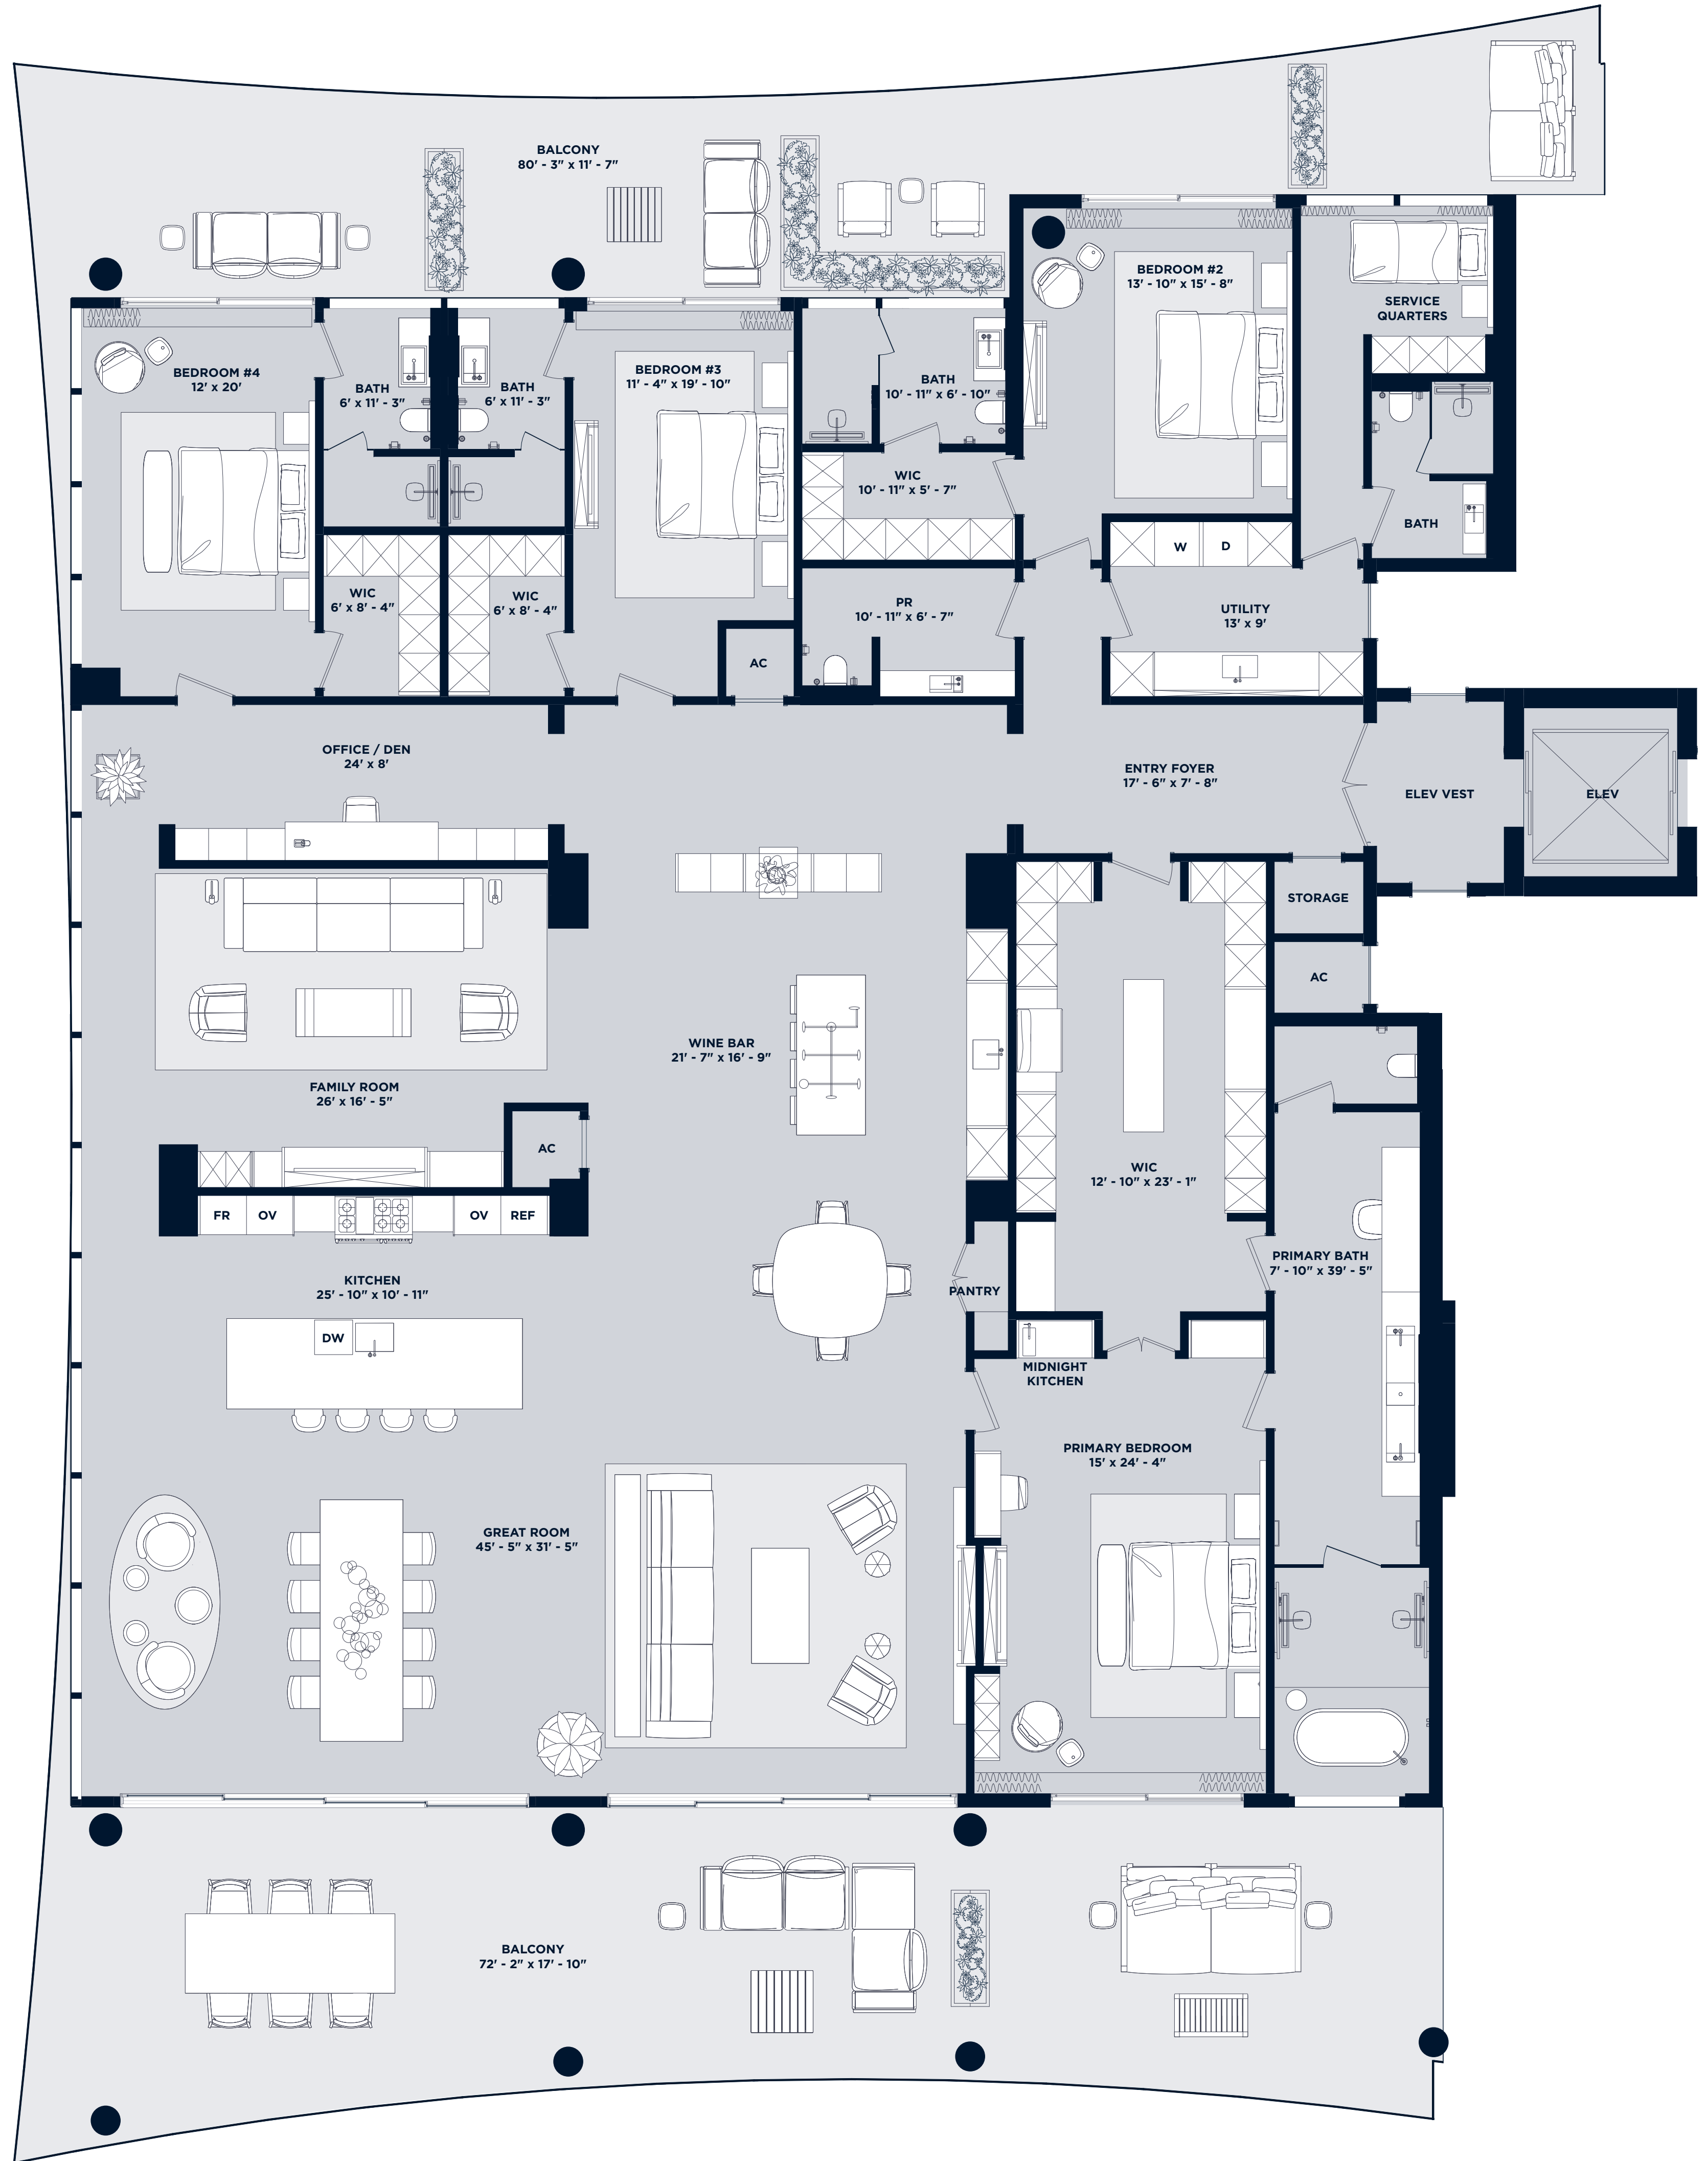 BALCONY
80' - 3" x 11' - 7"
BEDROOM #2
13' - 10" x 15' - 8"
SERVICE
QUARTERS
BEDROOM #4
12' x 20'
BATH
6' x 11' - 3"
BATH
6' x 11' - 3"
BEDROOM #3
11' - 4" x 19' - 10"
BATH
10' - 11" x 6' - 10"
WIC
10' - 11" x 5' - 7"
BATH
W
D
WIC
6' x 8' - 4"
WIC
6' x 8' - 4"
PR
10' - 11" x 6' - 7"
UTILITY
13' x 9'
AC
OFFICE / DEN
24' x 8'
ENTRY FOYER
17' - 6" x 7' - 8"
ELEV VEST
ELEV
STORAGE
AC
WINE BAR
21' - 7" x 16' - 9"
FAMILY ROOM
26' x 16' - 5"
AC
WIC
12' - 10" x 23' - 1"
FR
OV
OV
REF
KITCHEN
25' - 10" x 10' - 11"
PANTRY
PRIMARY BATH
7' - 10" x 39' - 5"
DW
MIDNIGHT
KITCHEN
PRIMARY BEDROOM
15' x 24' - 4"
GREAT ROOM
45' - 5" x 31' - 5"
BALCONY
72' - 2" x 17' - 10"